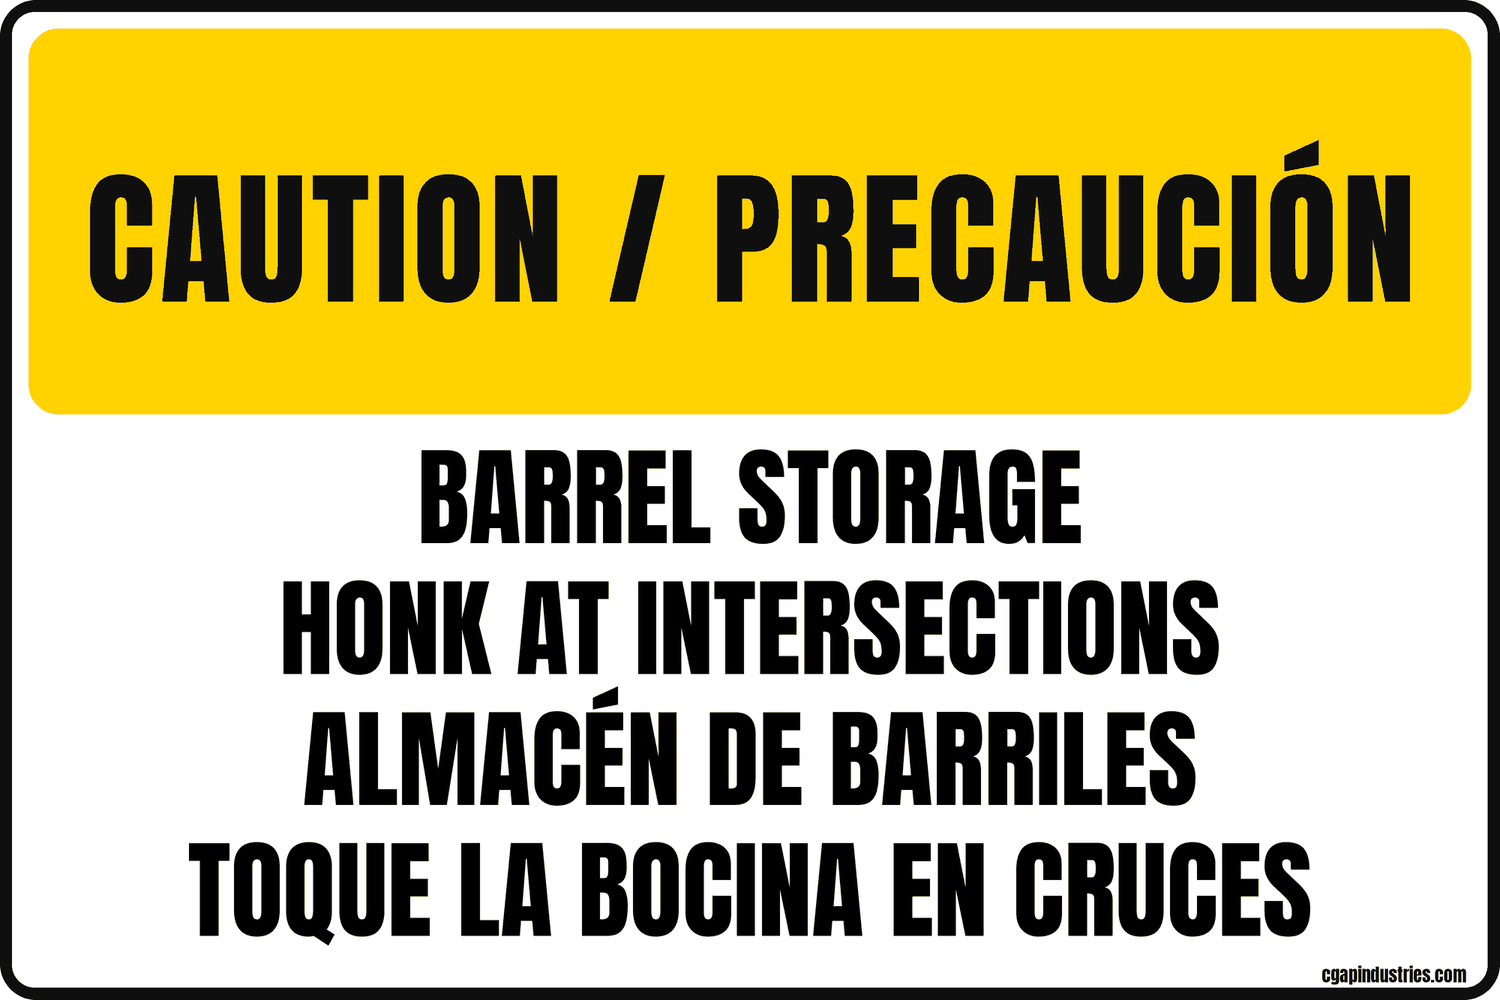 CAUTION / PRECAUCIÓN
BARREL STORAGE
HONK AT INTERSECTIONS
ALMACÉN DE BARRILES
TOQUE LA BOCINA EN CRUCES
cgapindustries.com